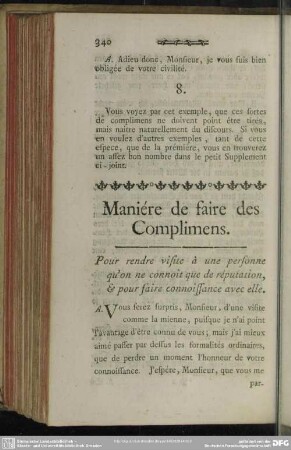 340
A. Adieu donc, Monsieur, je vous suis bien
obligée de votre civilité.
8.
Vous voyez par cet exemple, que ces sortes
de complimens ne doivent point être tirés,
mais naitre naturellement du discours. Si vous
en voulez d'autres exemples, tant de cette
espece, que de la première, vous en trouverez
un assez bon nombre dans le petit Supplement
ci-joint.
Maniére de faire des
Complimens.
Pour rendre visite à une personne
qu'on ne connoit que de réputation,
& pour faire connoissance avec elle.
A. Vous serez surpris, Monsieur, d'une visite
comme la mienne, puisque je n'ai point
l'avantage d'être connu de vous; mais j'ai mieux
aimé passer par dessus les formalités ordinaires,
que de perdre un moment l'honneur de votre
connoissance. J'espère, Monsieur, que vous me
par-